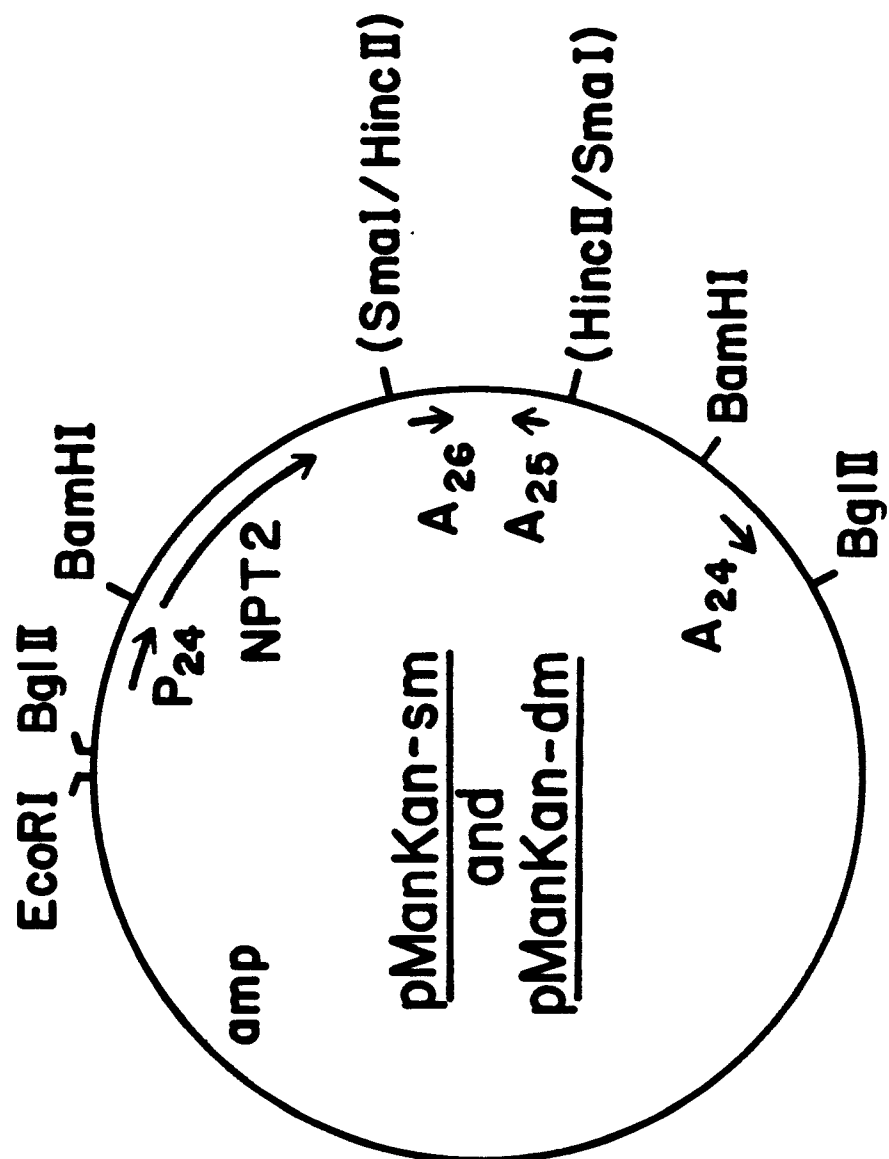 EcoRI
BglII
BamHI
(SmaI/HincII)
(HincII/SmaI)
BamHI
BglII
P24
NPT2
A26
A25
A24
amp
pManKan-sm
and
pManKan-dm